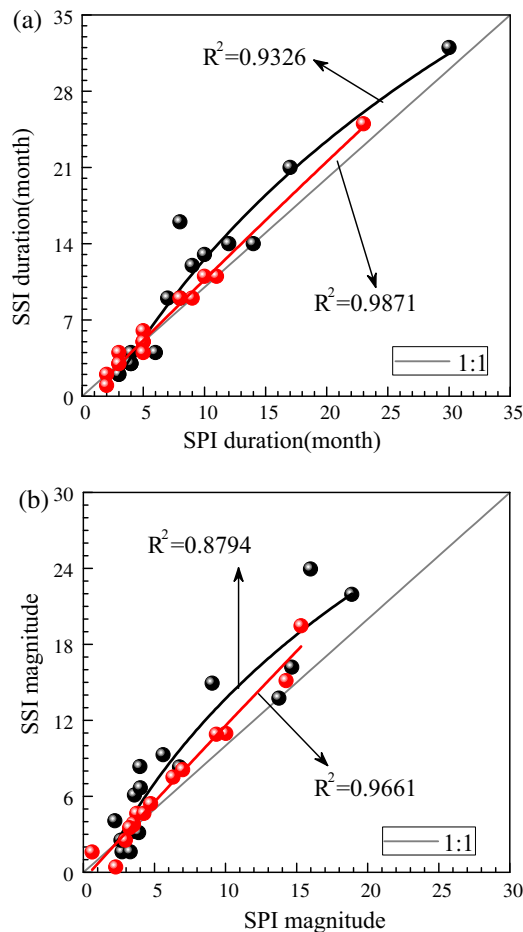 (a)
35
28
21
14
7
0
SSI duration(month)
R²=0.9326
R²=0.9871
1:1
0 5 10 15 20 25 30 35
SPI duration(month)
(b)
30
24
18
12
6
0
SSI magnitude
R²=0.8794
R²=0.9661
1:1
0 5 10 15 20 25 30
SPI magnitude